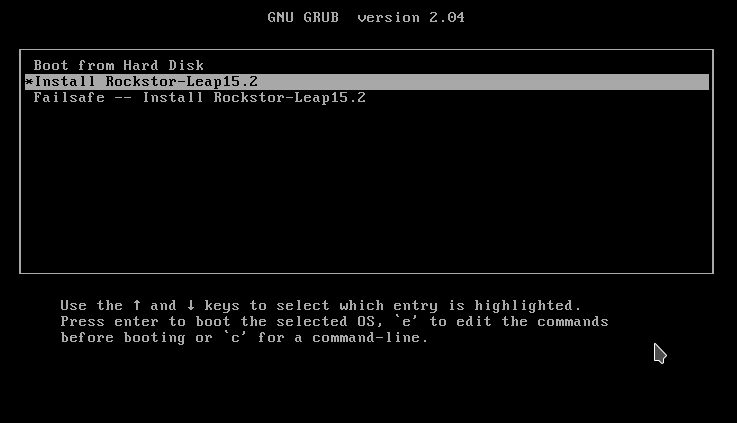 GNU GRUB  version 2.04
Boot from Hard Disk
*Install Rockstor-Leap15.2
Failsafe -- Install Rockstor-Leap15.2
Use the ↑ and ↓ keys to select which entry is highlighted.
Press enter to boot the selected OS, `e' to edit the commands
before booting or `c' for a command-line.